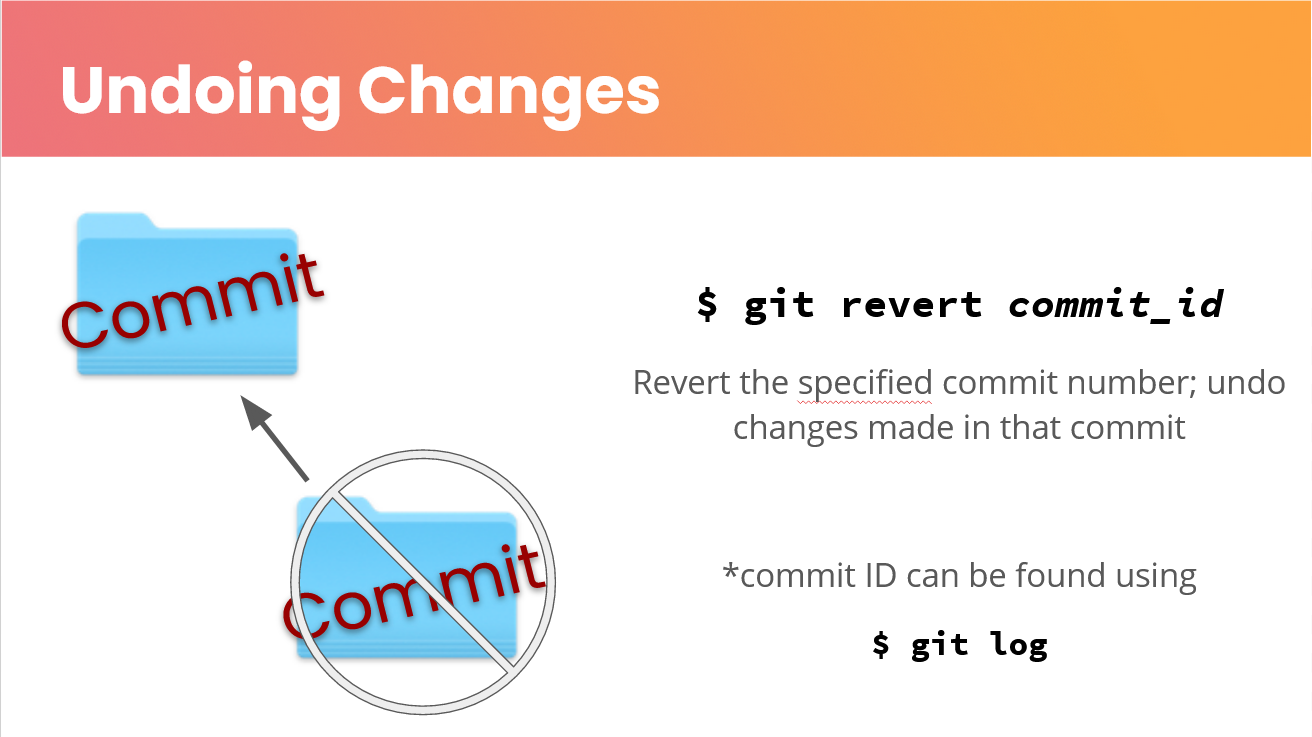 Undoing Changes
Commit
$ git revert commit_id
Revert the specified commit number; undo
changes made in that commit
Commit
*commit ID can be found using
$ git log